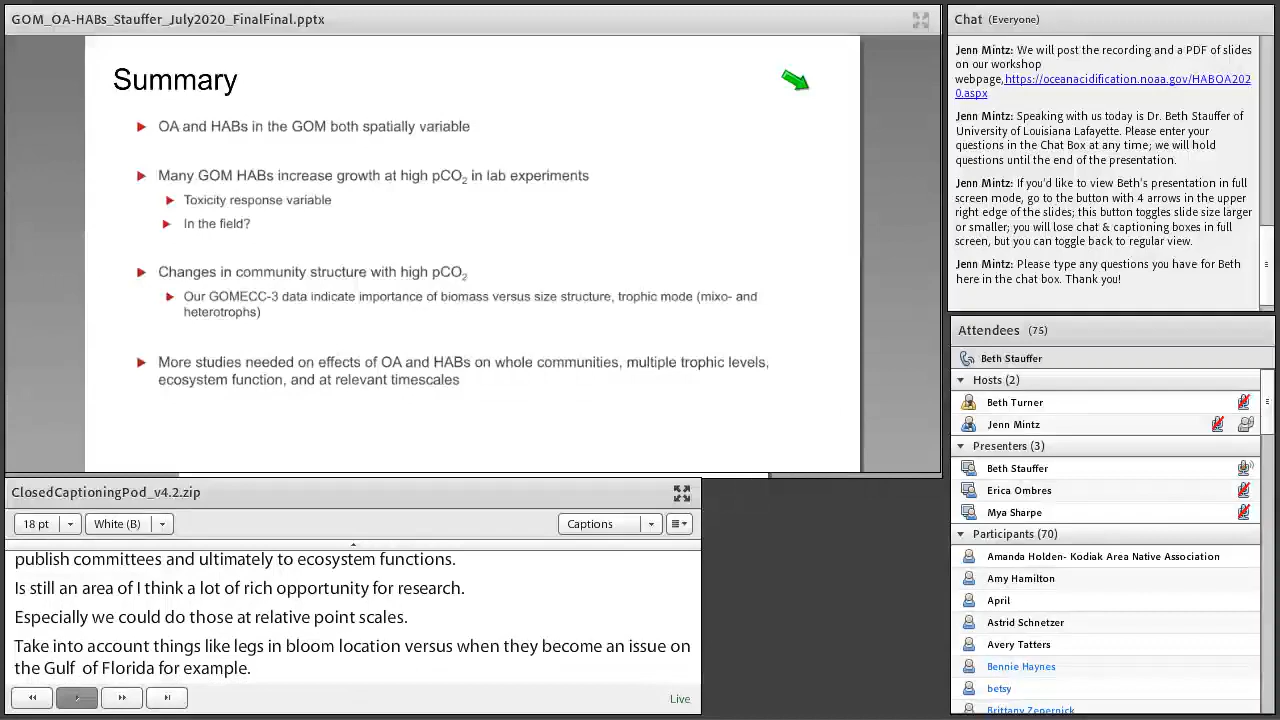 GOM_OA-HABs_Stauffer_July2020_FinalFinal.pptx
Summary
OA and HABs in the GOM both spatially variable
Many GOM HABs increase growth at high pCO2 in lab experiments
Toxicity response variable
In the field?
Changes in community structure with high pCO2
Our GOMECC-3 data indicate importance of biomass versus size structure, trophic mode (mixo- and
heterotrophs)
More studies needed on effects of OA and HABs on whole communities, multiple trophic levels,
ecosystem function, and at relevant timescales
ClosedCaptioningPod_v4.2.zip
18 pt
White (B)
Captions
publish committees and ultimately to ecosystem functions.
Is still an area of I think a lot of rich opportunity for research.
Especially we could do those at relative point scales.
Take into account things like legs in bloom location versus when they become an issue on
the Gulf of Florida for example.
Live
Chat (Everyone)
Jenn Mintz: We will post the recording and a PDF of slides
on our workshop
webpage,https://oceanacidification.noaa.gov/HABOA202
0.aspx
Jenn Mintz: Speaking with us today is Dr. Beth Stauffer of
University of Louisiana Lafayette. Please enter your
questions in the Chat Box at any time; we will hold
questions until the end of the presentation.
Jenn Mintz: If you'd like to view Beth's presentation in full
screen mode, go to the button with 4 arrows in the upper
right edge of the slides; this button toggles slide size larger
or smaller; you will lose chat & captioning boxes in full
screen, but you can toggle back to regular view.
Jenn Mintz: Please type any questions you have for Beth
here in the chat box. Thank you!
Attendees (75)
Beth Stauffer
Hosts (2)
Beth Turner
Jenn Mintz
Presenters (3)
Beth Stauffer
Erica Ombres
Mya Sharpe
Participants (70)
Amanda Holden- Kodiak Area Native Association
Amy Hamilton
April
Astrid Schnetzer
Avery Tatters
Bennie Haynes
betsy
Brittany Zepernick